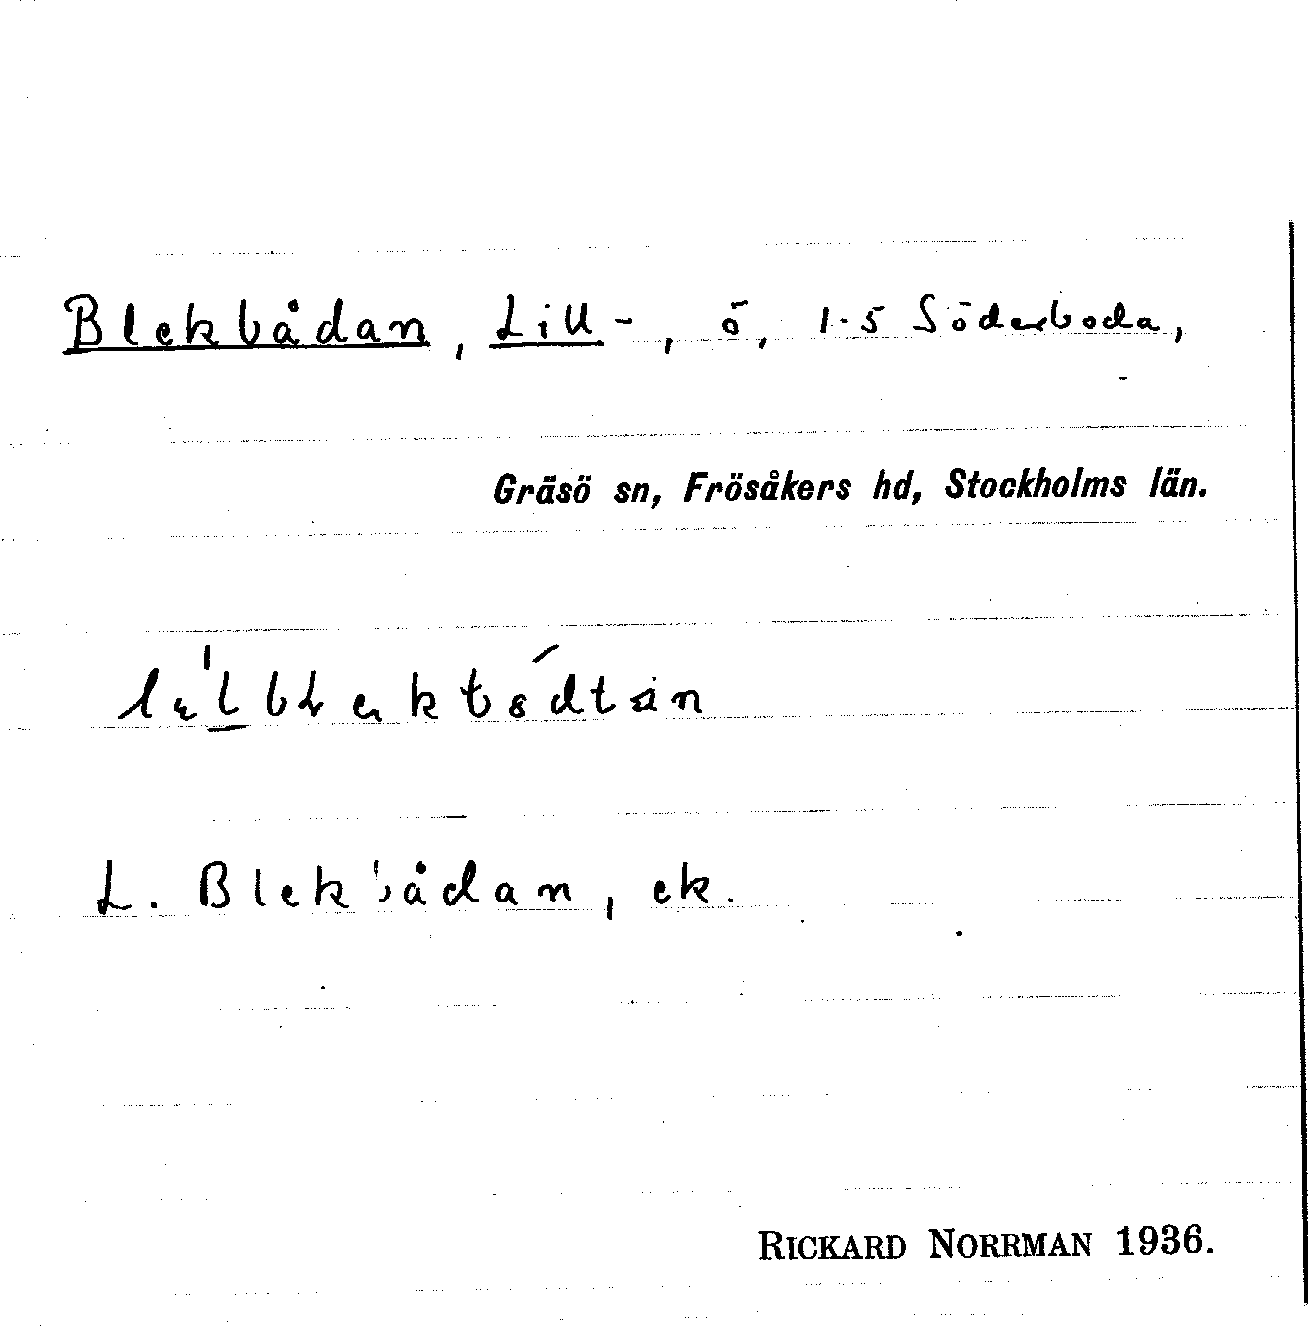 Blekbådan, Lill-, ö, 1-5 Söderboda,
Gräsö sn, Frösåkers hd, Stockholms län.
L. Blekbådan, ek.
RICKARD NORRMAN 1936.